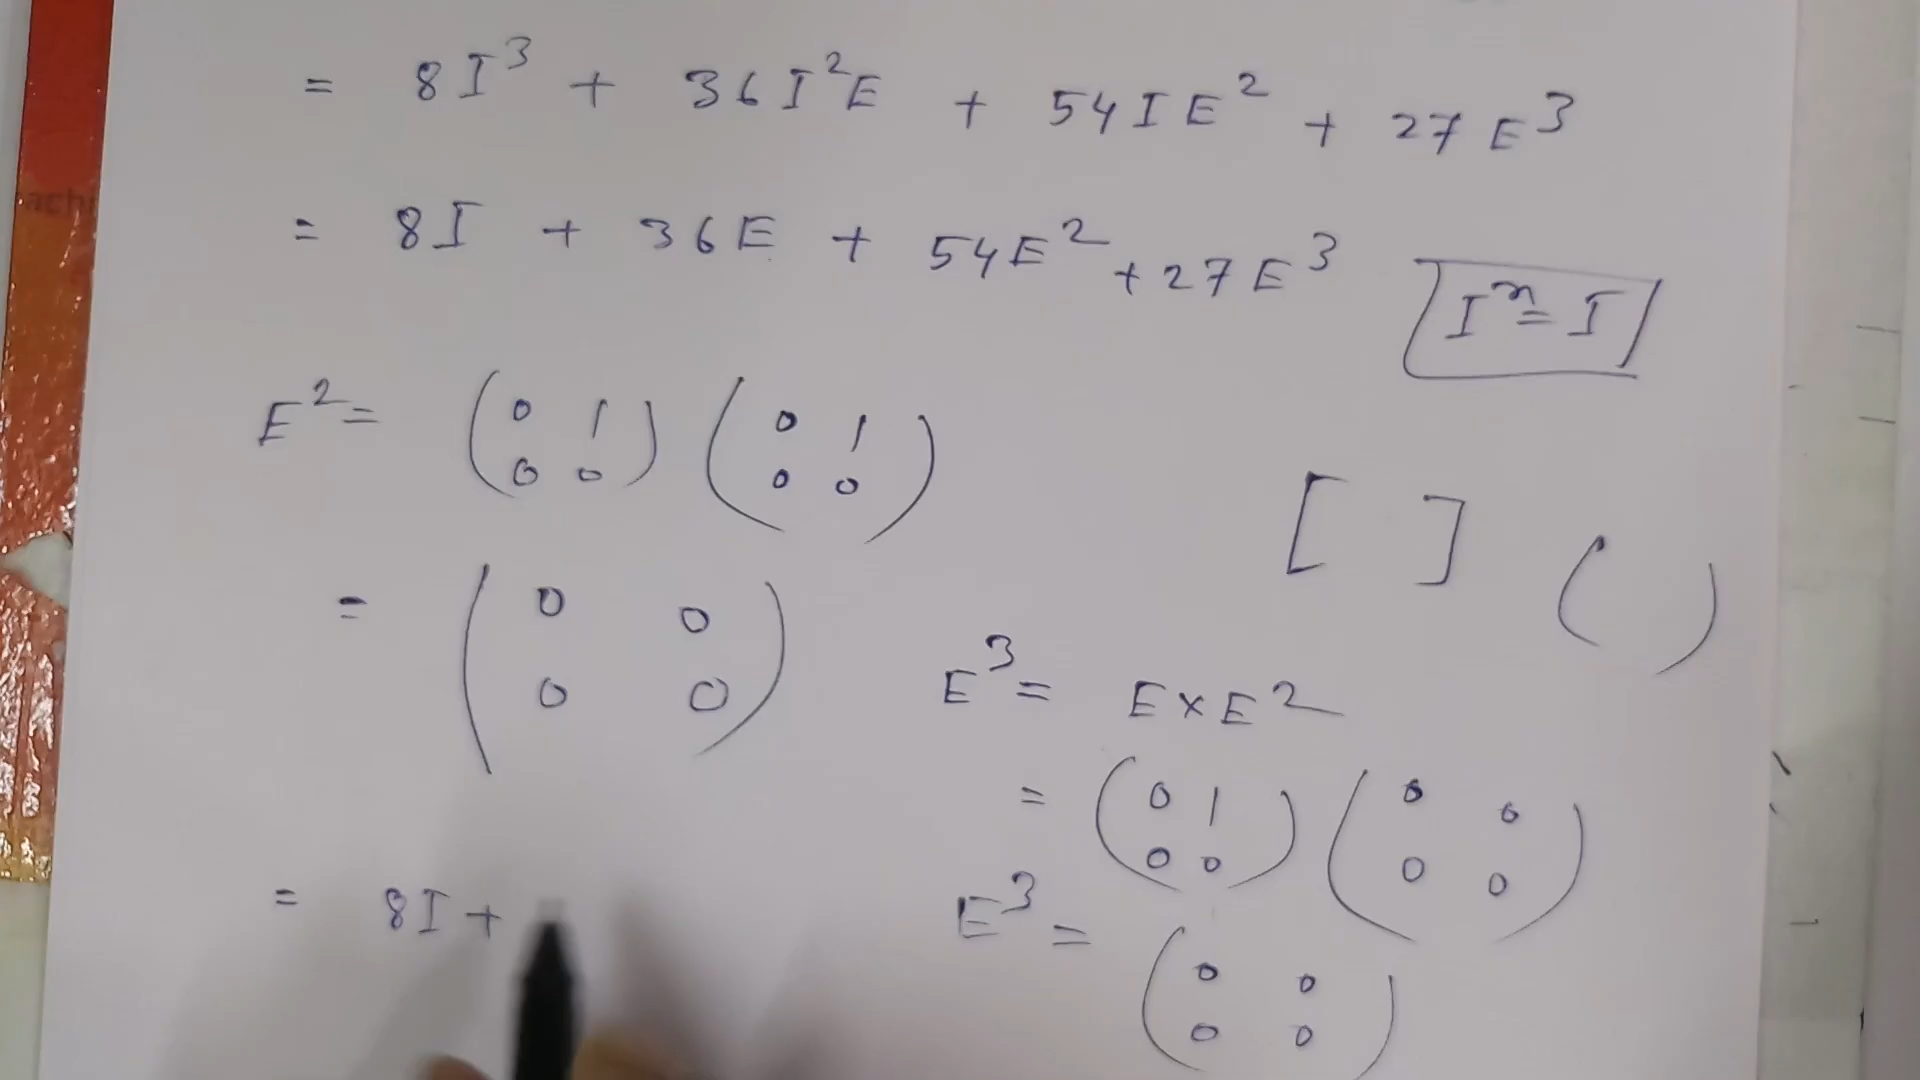 = 8I³ + 36I²E + 54IE² + 27E³
= 8I + 36E + 54E² + 27E³
Iⁿ = I
E² = ( 0 1
0 0 ) ( 0 1
0 0 )
= ( 0 0
0 0 )
[ ] ( )
E³ = E×E²
= ( 0 1
0 0 ) ( 0 0
0 0 )
E³ = ( 0 0
0 0 )
= 8I +